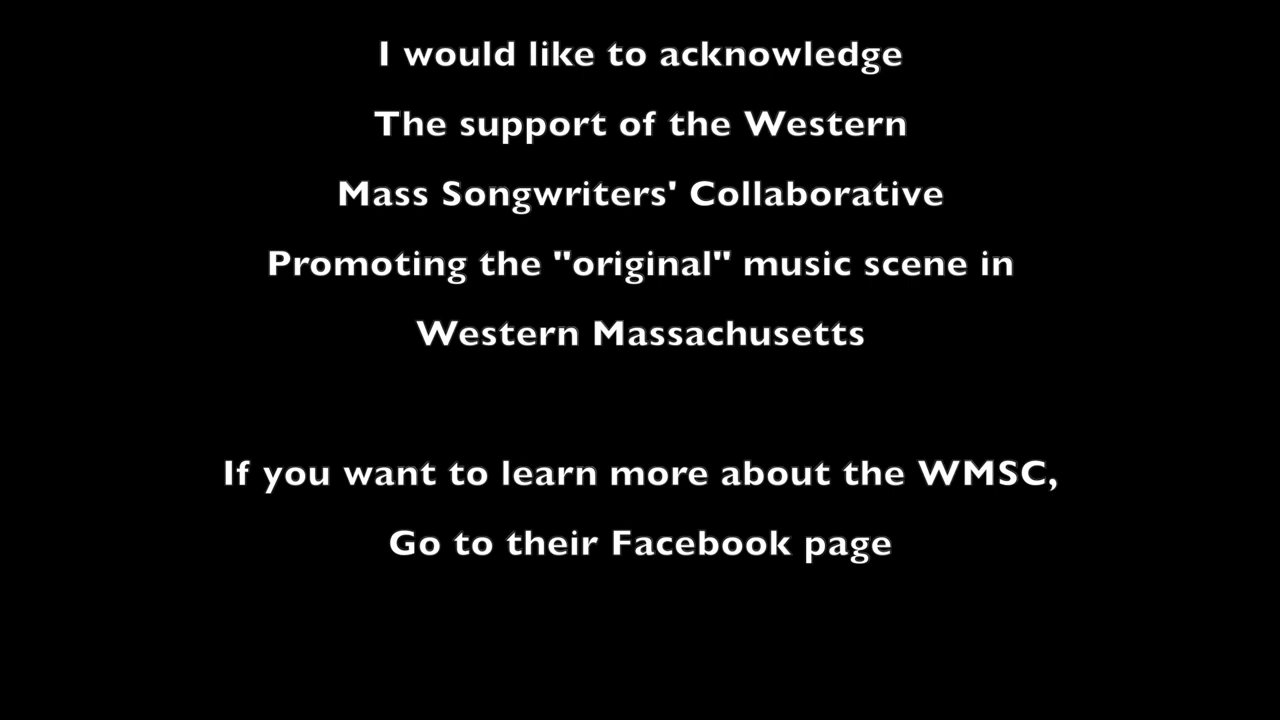 I would like to acknowledge
The support of the Western
Mass Songwriters' Collaborative
Promoting the "original" music scene in
Western Massachusetts
If you want to learn more about the WMSC,
Go to their Facebook page